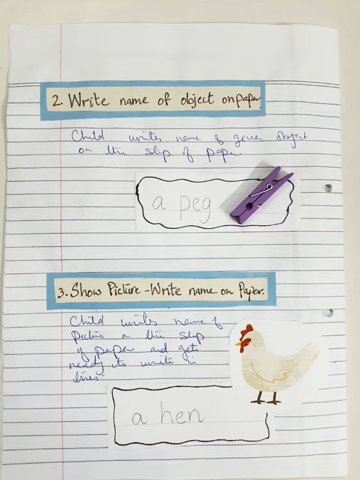 2. Write name of object on paper
Child writes name of given object
on the slip of paper
a peg
3. Show Picture - Write name on Paper.
Child writes name of
Picture on the slip
of paper and gets
ready to write in
lines
a hen